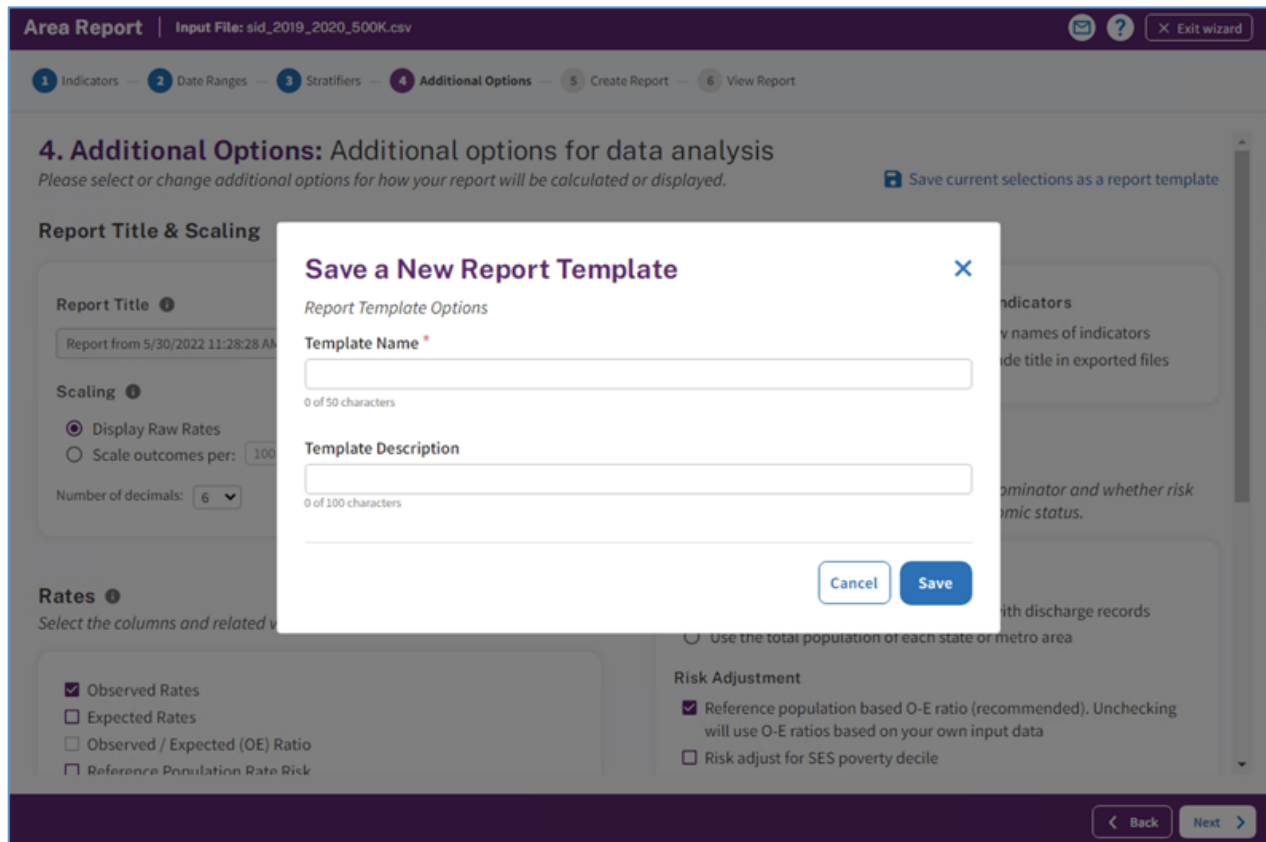 Area Report | Input File: sid_2019_2020_500K.csv
Exit wizard
1 Indicators — 2 Date Ranges — 3 Stratifiers — 4 Additional Options — 5 Create Report — 6 View Report
4. Additional Options: Additional options for data analysis
Please select or change additional options for how your report will be calculated or displayed.
Save current selections as a report template
Report Title & Scaling
Report Title
Report from 5/30/2022 11:28:28 AM
Scaling
Display Raw Rates
Scale outcomes per: 100
Number of decimals: 6
Rates
Select the columns and related
Observed Rates
Expected Rates
Observed / Expected (OE) Ratio
Reference Population Rate Risk
Save a New Report Template
Report Template Options
Template Name *
0 of 50 characters
Template Description
0 of 100 characters
Cancel
Save
names of indicators
title in exported files
and whether risk
status.
discharge records
Use the total population of each state or metro area
Risk Adjustment
Reference population based O-E ratio (recommended). Unchecking
will use O-E ratios based on your own input data
Risk adjust for SES poverty decile
Back
Next